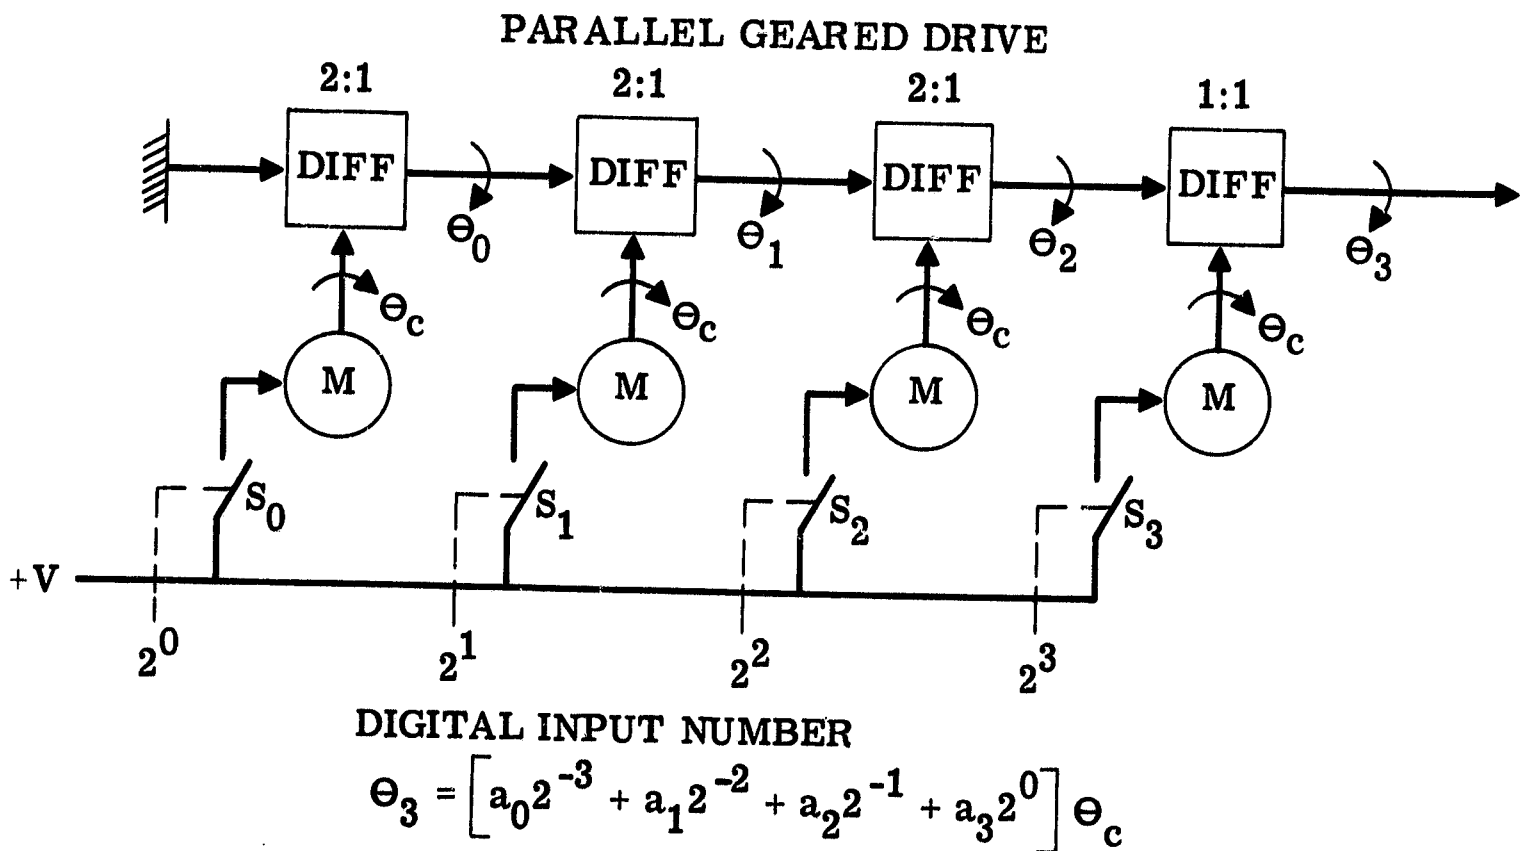 PARALLEL GEARED DRIVE
2:1 2:1 2:1 1:1
DIFF DIFF DIFF DIFF
Θ0 Θ1 Θ2 Θ3
Θc Θc Θc Θc
M M M M
S0 S1 S2 S3
+V
2^0 2^1 2^2 2^3
DIGITAL INPUT NUMBER
Θ3 = [a0 2^-3 + a1 2^-2 + a2 2^-1 + a3 2^0] Θc